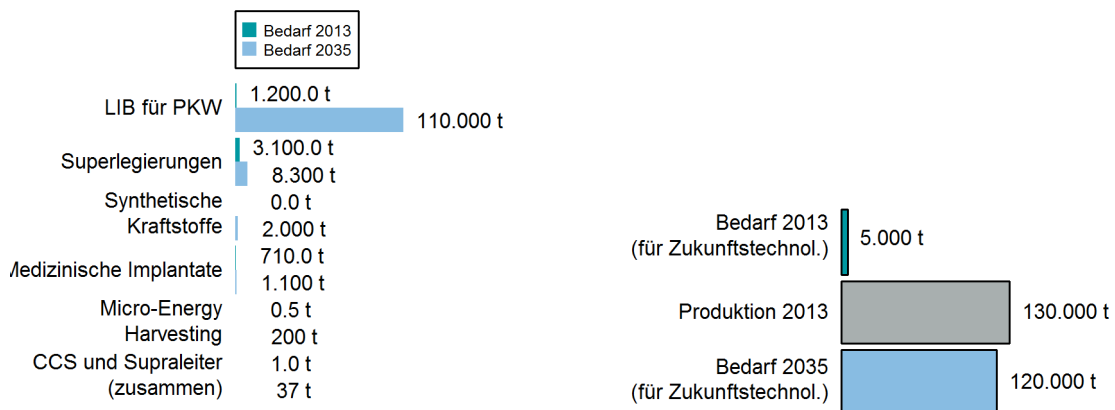 Bedarf 2013
Bedarf 2035
LIB für PKW
1.200.0 t
110.000 t
Superlegierungen
3.100.0 t
8.300 t
Synthetische
Kraftstoffe
0.0 t
2.000 t
Medizinische Implantate
710.0 t
1.100 t
Micro-Energy
Harvesting
0.5 t
200 t
CCS und Supraleiter
(zusammen)
1.0 t
37 t
Bedarf 2013
(für Zukunftstechnol.)
5.000 t
Produktion 2013
130.000 t
Bedarf 2035
(für Zukunftstechnol.)
120.000 t